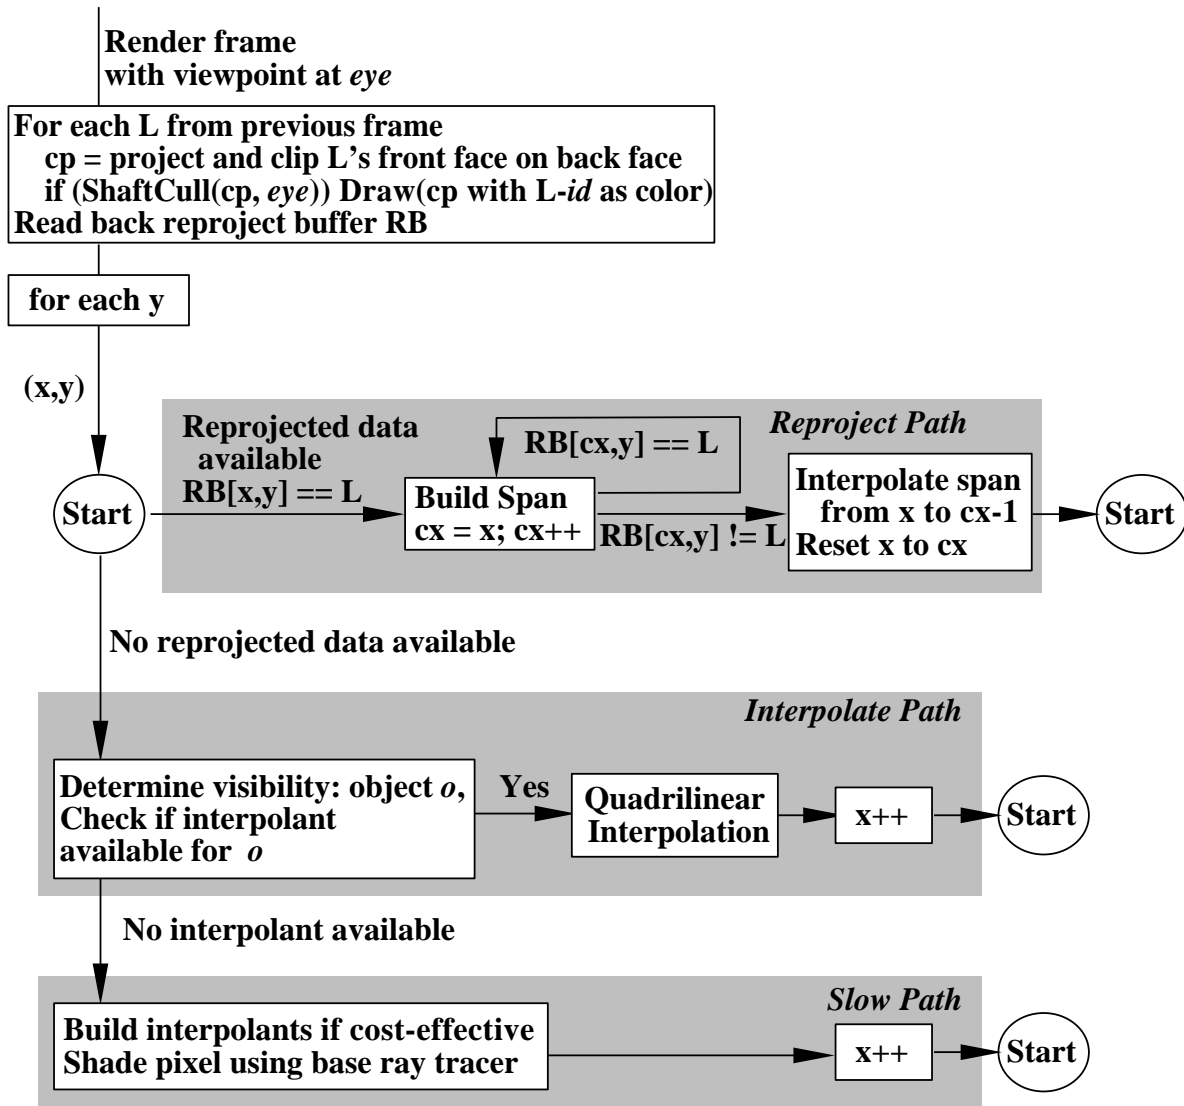 Render frame
with viewpoint at eye
For each L from previous frame
cp = project and clip L's front face on back face
if (ShaftCull(cp, eye)) Draw(cp with L-id as color)
Read back reproject buffer RB
for each y
(x,y)
Start
Reproject Path
Reprojected data
available
RB[x,y] == L
RB[cx,y] == L
Build Span
cx = x; cx++
RB[cx,y] != L
Interpolate span
from x to cx-1
Reset x to cx
Start
No reprojected data available
Interpolate Path
Determine visibility: object o,
Check if interpolant
available for o
Yes
Quadrilinear
Interpolation
x++
Start
No interpolant available
Slow Path
Build interpolants if cost-effective
Shade pixel using base ray tracer
x++
Start